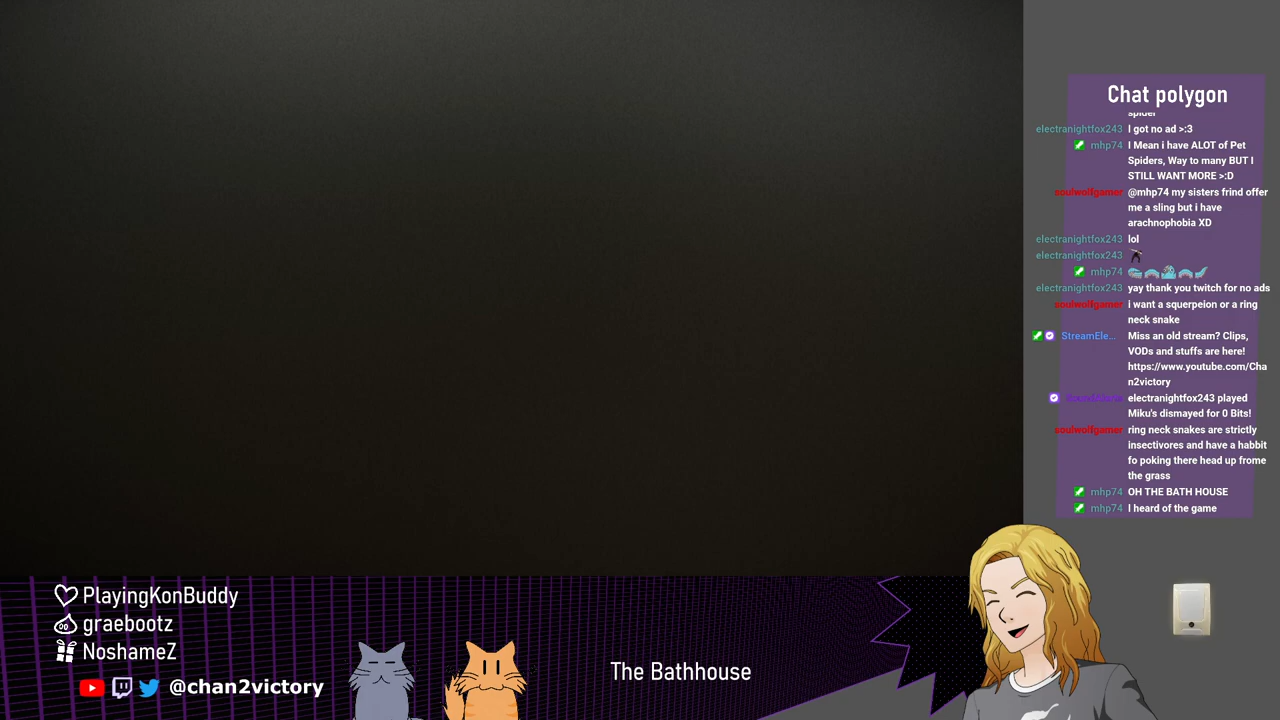 Chat polygon
spider
electranightfox243 I got no ad >:3
mhp74 I Mean i have ALOT of Pet
Spiders, Way to many BUT I
STILL WANT MORE >:D
soulwolfgamer @mhp74 my sisters frind offer
me a sling but i have
arachnophobia XD
electranightfox243 lol
electranightfox243
mhp74
electranightfox243 yay thank you twitch for no ads
soulwolfgamer i want a squerpeion or a ring
neck snake
StreamEle... Miss an old stream? Clips,
VODs and stuffs are here!
https://www.youtube.com/Cha
n2victory
electranightfox243 played
Miku's dismayed for 0 Bits!
soulwolfgamer ring neck snakes are strictly
insectivores and have a habbit
fo poking there head up frome
the grass
mhp74 OH THE BATH HOUSE
mhp74 I heard of the game
PlayingKonBuddy
graebootz
NoshameZ
@chan2victory
The Bathhouse